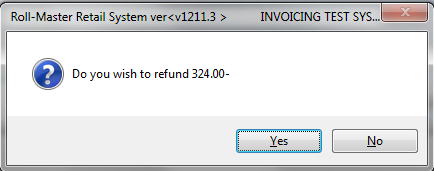 Roll-Master Retail System ver<v1211.3 > INVOICING TEST SYS...
Do you wish to refund 324.00-
Yes No